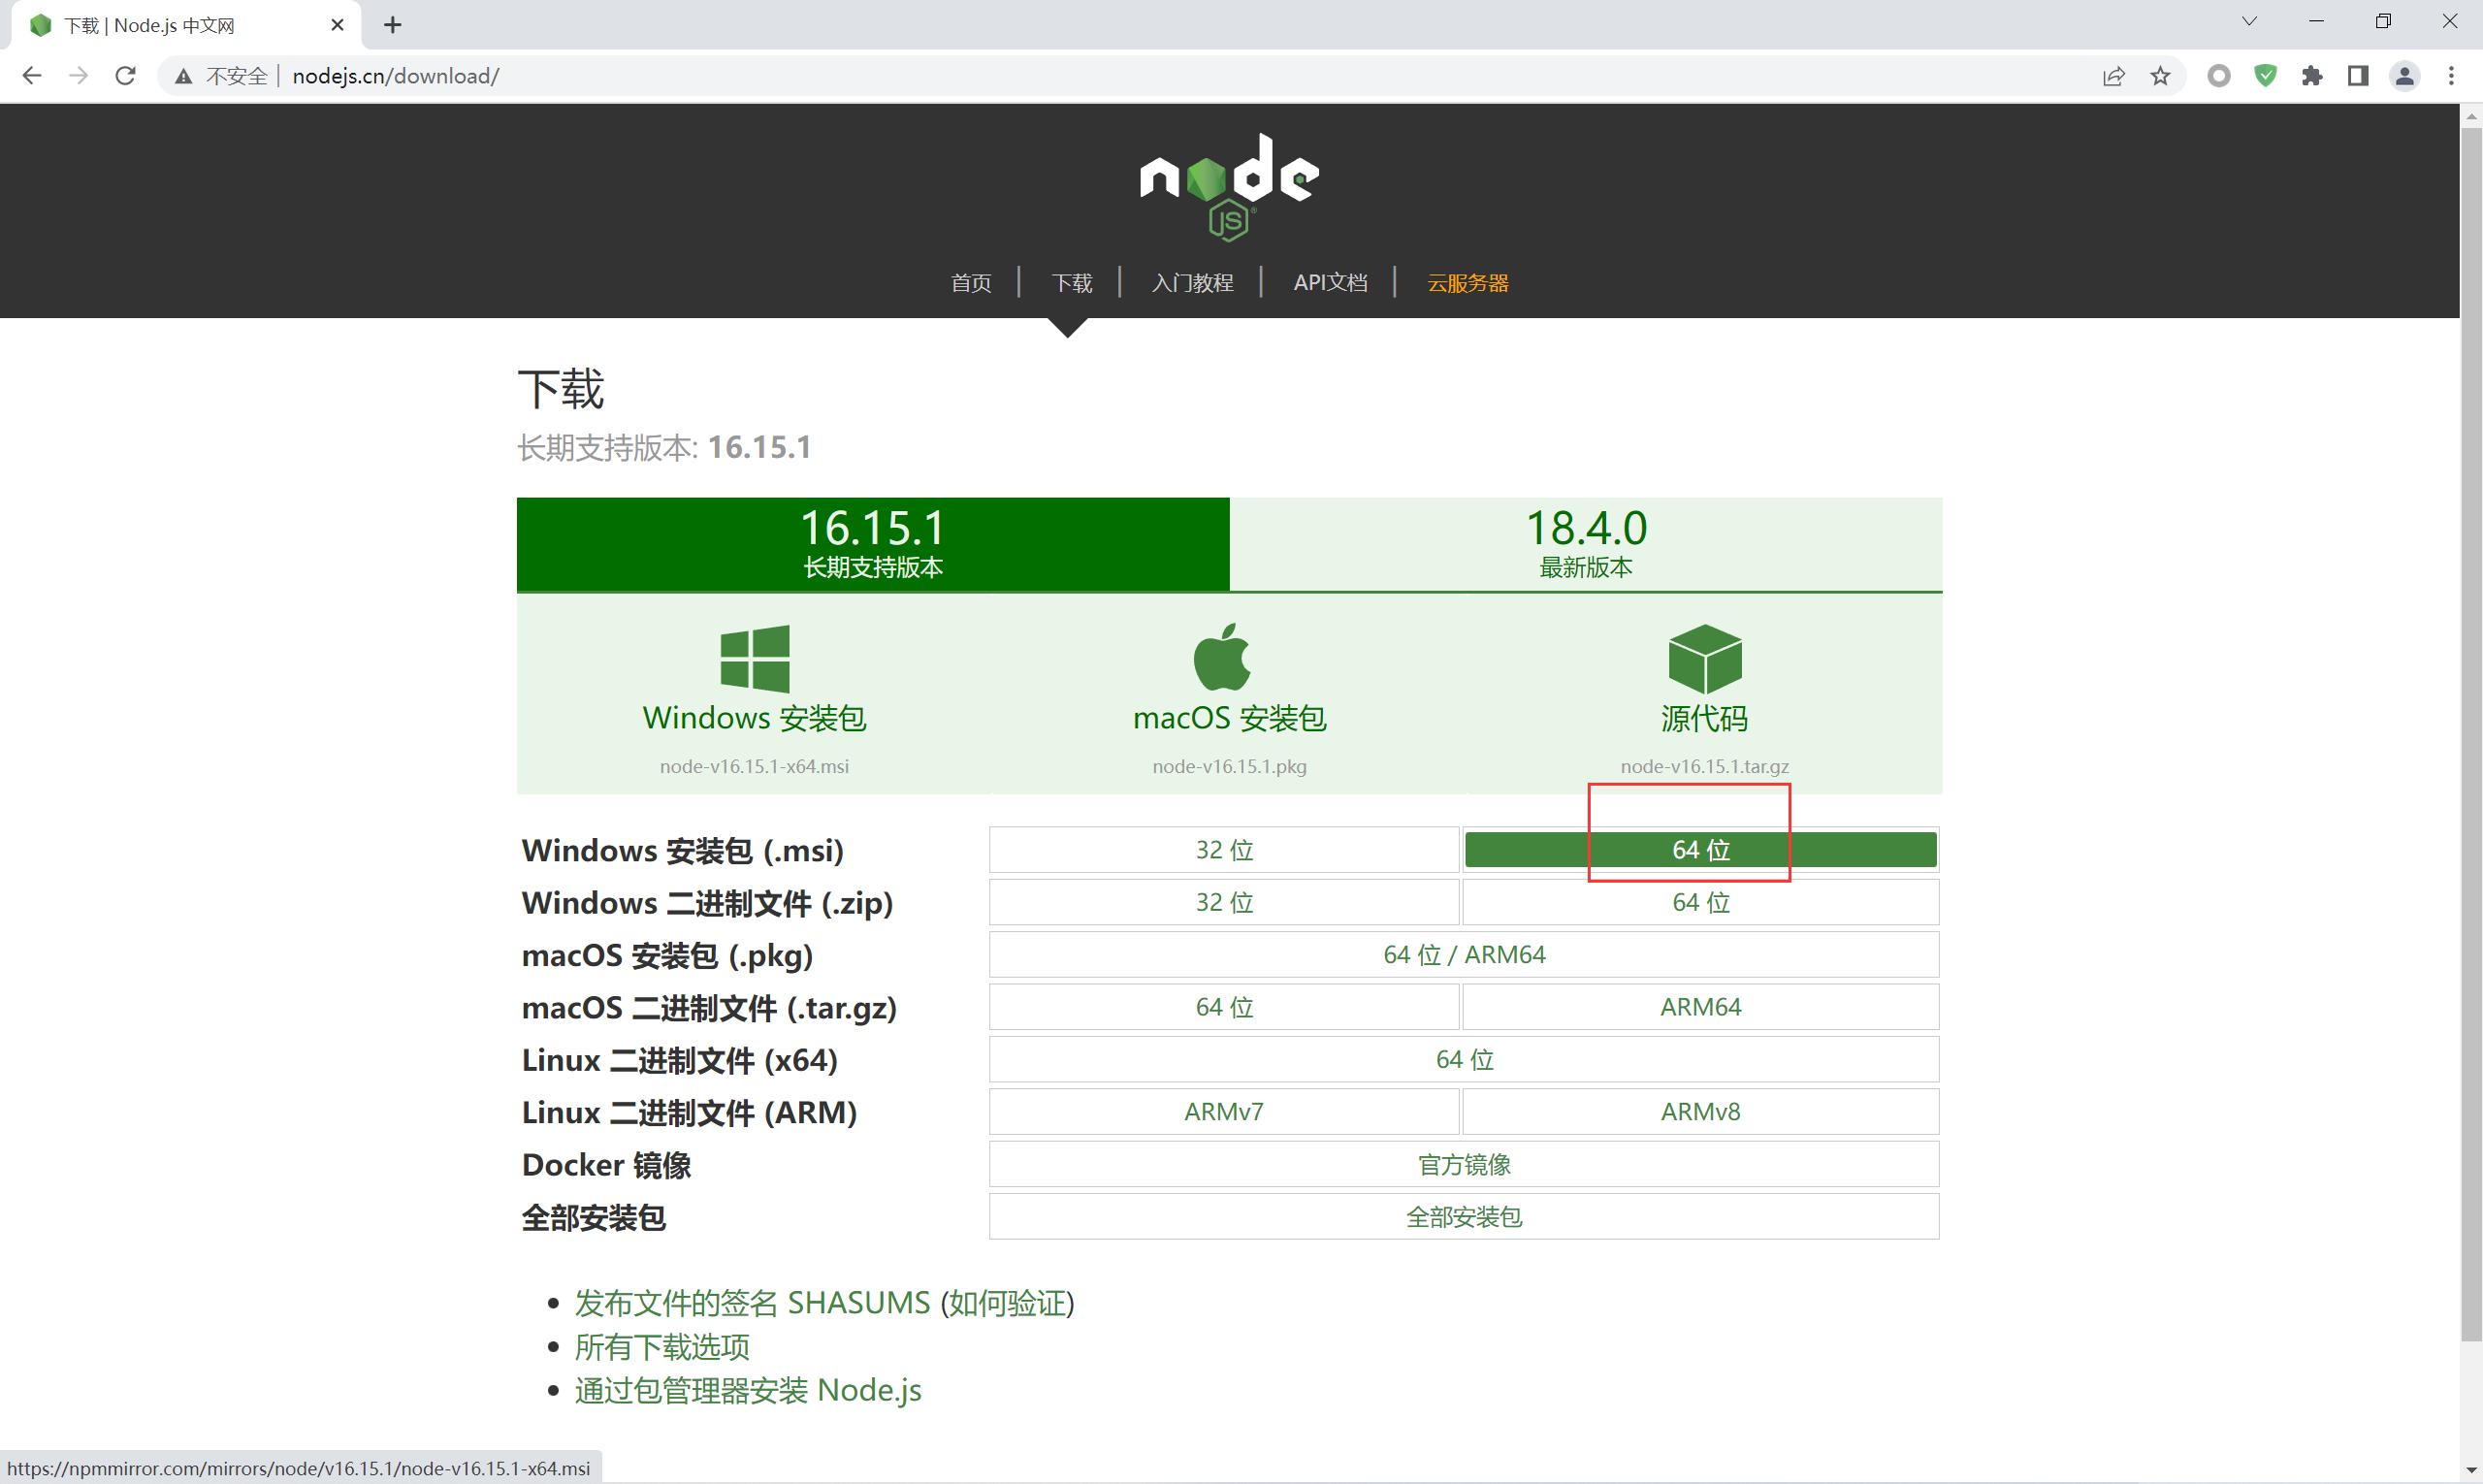 下载 | Node.js 中文网
不安全 | nodejs.cn/download/
node
JS
首页 | 下载 | 入门教程 | API文档 | 云服务器
下载
长期支持版本: 16.15.1
16.15.1
长期支持版本
18.4.0
最新版本
Windows 安装包
node-v16.15.1-x64.msi
macOS 安装包
node-v16.15.1.pkg
源代码
node-v16.15.1.tar.gz
Windows 安装包 (.msi) 32 位 64 位
Windows 二进制文件 (.zip) 32 位 64 位
macOS 安装包 (.pkg) 64 位 / ARM64
macOS 二进制文件 (.tar.gz) 64 位 ARM64
Linux 二进制文件 (x64) 64 位
Linux 二进制文件 (ARM) ARMv7 ARMv8
Docker 镜像 官方镜像
全部安装包 全部安装包
发布文件的签名 SHASUMS (如何验证)
所有下载选项
通过包管理器安装 Node.js
https://npmmirror.com/mirrors/node/v16.15.1/node-v16.15.1-x64.msi